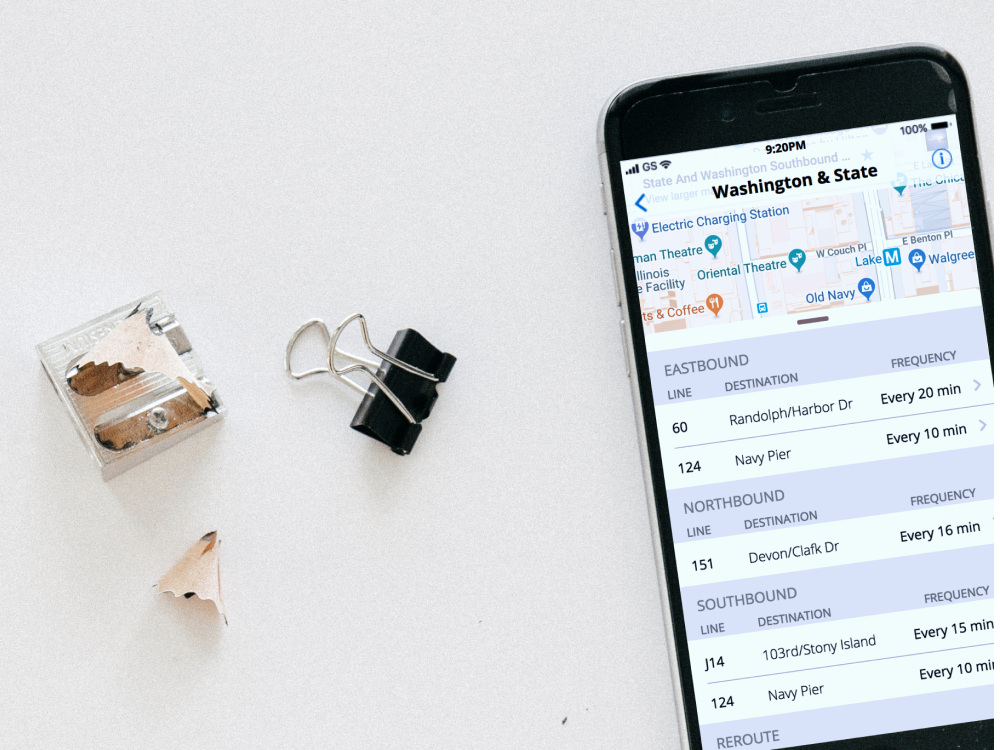 GS
9:20PM
100%
State And Washington Southbound ...
View larger m
Washington & State
The Chic
Electric Charging Station
man Theatre
W Couch Pl
E Benton Pl
llinois
e Facility
Oriental Theatre
Lake
M
Walgree
ts & Coffee
Old Navy
EASTBOUND
LINE DESTINATION FREQUENCY
60 Randolph/Harbor Dr Every 20 min
124 Navy Pier Every 10 min
NORTHBOUND
LINE DESTINATION FREQUENCY
151 Devon/Clafk Dr Every 16 min
SOUTHBOUND
LINE DESTINATION FREQUENCY
J14 103rd/Stony Island Every 15 min
124 Navy Pier Every 10 min
REROUTE